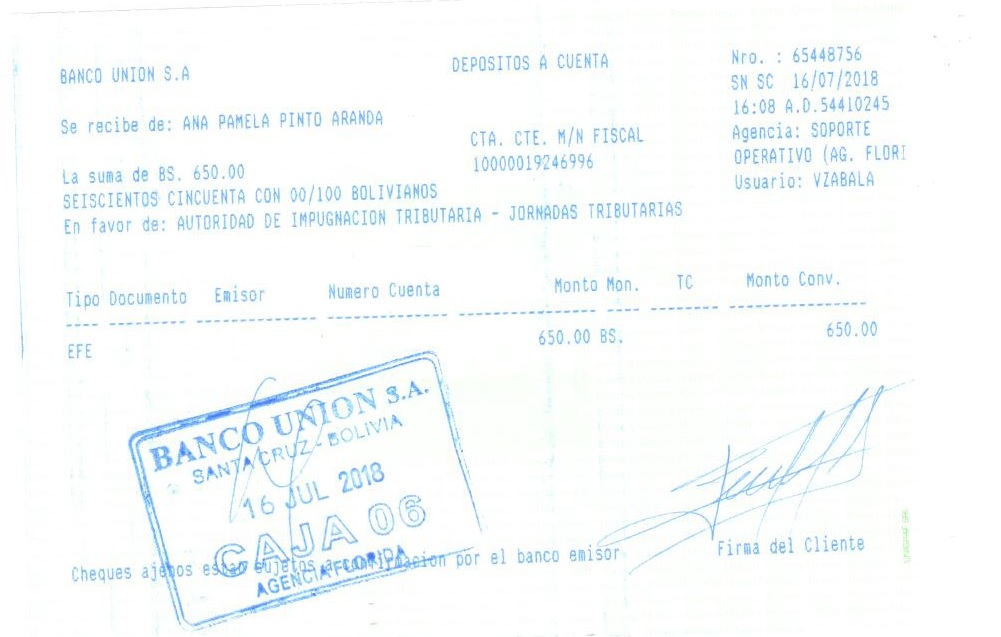 BANCO UNION S.A
DEPOSITOS A CUENTA
Nro. : 65448756
SN SC 16/07/2018
16:08 A.D.54410245
Agencia: SOPORTE
OPERATIVO (AG. FLORI
Usuario: VZABALA
Se recibe de: ANA PAMELA PINTO ARANDA
CTA. CTE. M/N FISCAL
10000019246996
La suma de BS. 650.00
SEISCIENTOS CINCUENTA CON 00/100 BOLIVIANOS
En favor de: AUTORIDAD DE IMPUGNACION TRIBUTARIA - JORNADAS TRIBUTARIAS
Tipo Documento Emisor Numero Cuenta Monto Mon. TC Monto Conv.
EFE 650.00 BS. 650.00
BANCO UNION S.A.
SANTA CRUZ - BOLIVIA
16 JUL 2018
CAJA 06
AGENCIA FLORIDA
Cheques ajenos estan sujetos a confirmacion por el banco emisor
Firma del Cliente